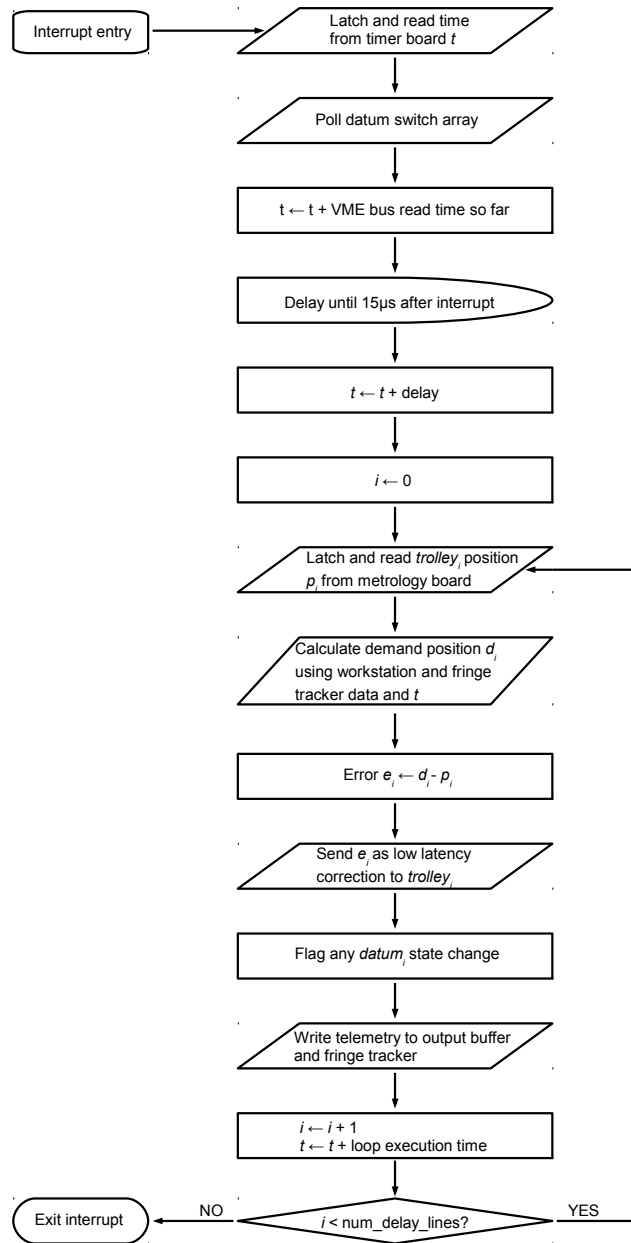 Interrupt entry
Latch and read time
from timer board t
Poll datum switch array
t ← t + VME bus read time so far
Delay until 15µs after interrupt
t ← t + delay
i ← 0
Latch and read trolleyᵢ position
pᵢ from metrology board
Calculate demand position dᵢ
using workstation and fringe
tracker data and t
Error eᵢ ← dᵢ - pᵢ
Send eᵢ as low latency
correction to trolleyᵢ
Flag any datumᵢ state change
Write telemetry to output buffer
and fringe tracker
i ← i + 1
t ← t + loop execution time
i < num_delay_lines?
NO
YES
Exit interrupt